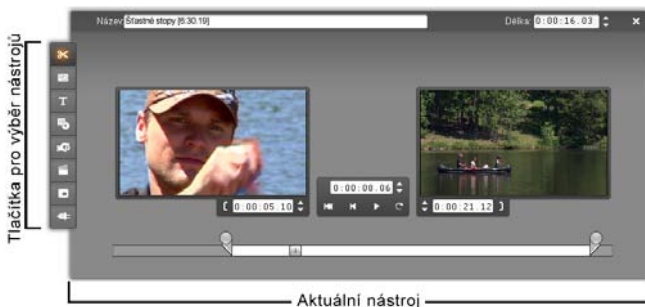 Název: Šťastné stopy [6:30.19]
Délka: 0:00:16.03
Tlačítka pro výběr nástrojů
T
0:00:00.06
[ 0:00:05.10
0:00:21.12 ]
Aktuální nástroj